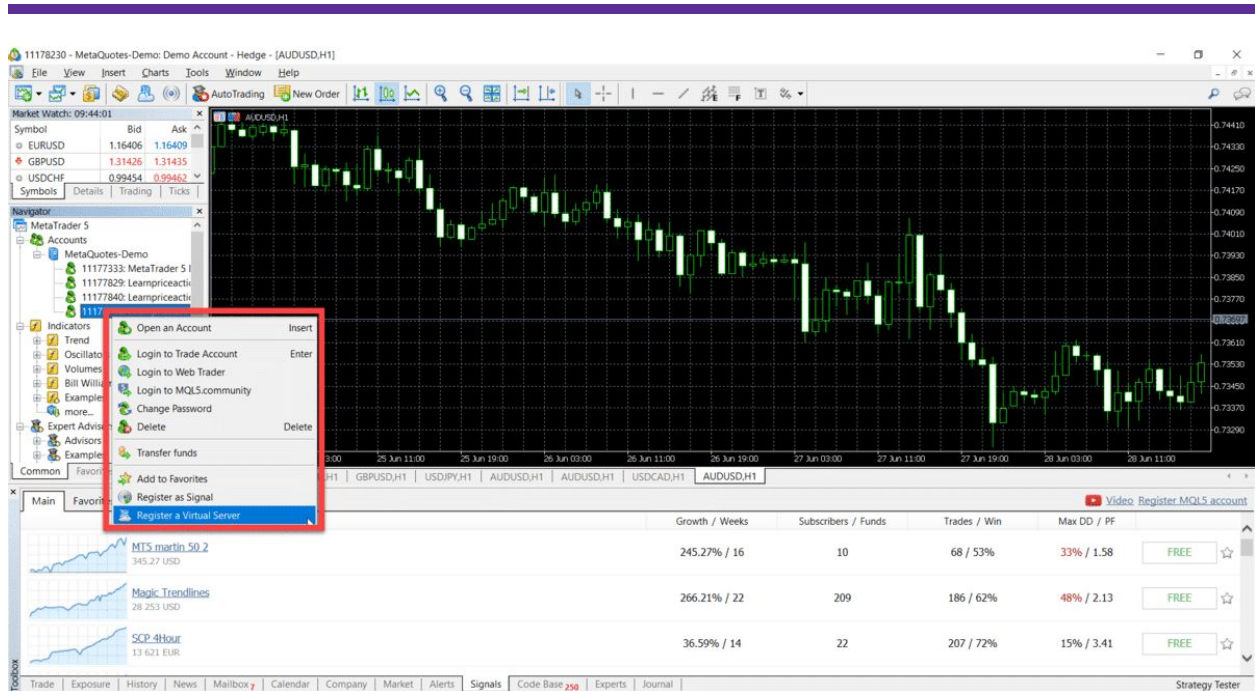 11178230 - MetaQuotes-Demo: Demo Account - Hedge - [AUDUSD,H1]
File View Insert Charts Tools Window Help
AutoTrading New Order
Market Watch: 09:44:01
Symbol Bid Ask
EURUSD 1.16406 1.16409
GBPUSD 1.31426 1.31435
USDCHF 0.99454 0.99462
Symbols Details Trading Ticks
Navigator
MetaTrader 5
Accounts
MetaQuotes-Demo
11177333: MetaTrader 5
11177829: Learnpriceacti
11177840: Learnpriceacti
1117
Indicators
Trend
Oscillato
Volumes
Bill Willia
Examples
more...
Expert Advis
Advisors
Examples
Common Favori
Open an Account Insert
Login to Trade Account Enter
Login to Web Trader
Login to MQL5.community
Change Password
Delete Delete
Transfer funds
Add to Favorites
Register as Signal
Register a Virtual Server
AUDUSD,H1
0.74410
0.74330
0.74250
0.74170
0.74090
0.74010
0.73930
0.73850
0.73770
0.73610
0.73530
0.73450
0.73370
0.73290
3:00 25 Jun 11:00 25 Jun 19:00 26 Jun 03:00 26 Jun 11:00 26 Jun 19:00 27 Jun 03:00 27 Jun 11:00 27 Jun 19:00 28 Jun 03:00 28 Jun 11:00
,H1 GBPUSD,H1 USDJPY,H1 AUDUSD,H1 AUDUSD,H1 USDCAD,H1 AUDUSD,H1
Main Favorit Video Register MQL5 account
Growth / Weeks Subscribers / Funds Trades / Win Max DD / PF
MT5 martin 50 2
345.27 USD
245.27% / 16 10 68 / 53% 33% / 1.58 FREE
Magic Trendlines
28 253 USD
266.21% / 22 209 186 / 62% 48% / 2.13 FREE
SCP 4Hour
13 621 EUR
36.59% / 14 22 207 / 72% 15% / 3.41 FREE
Toolbox
Trade Exposure History News Mailbox 7 Calendar Company Market Alerts Signals Code Base 250 Experts Journal Strategy Tester